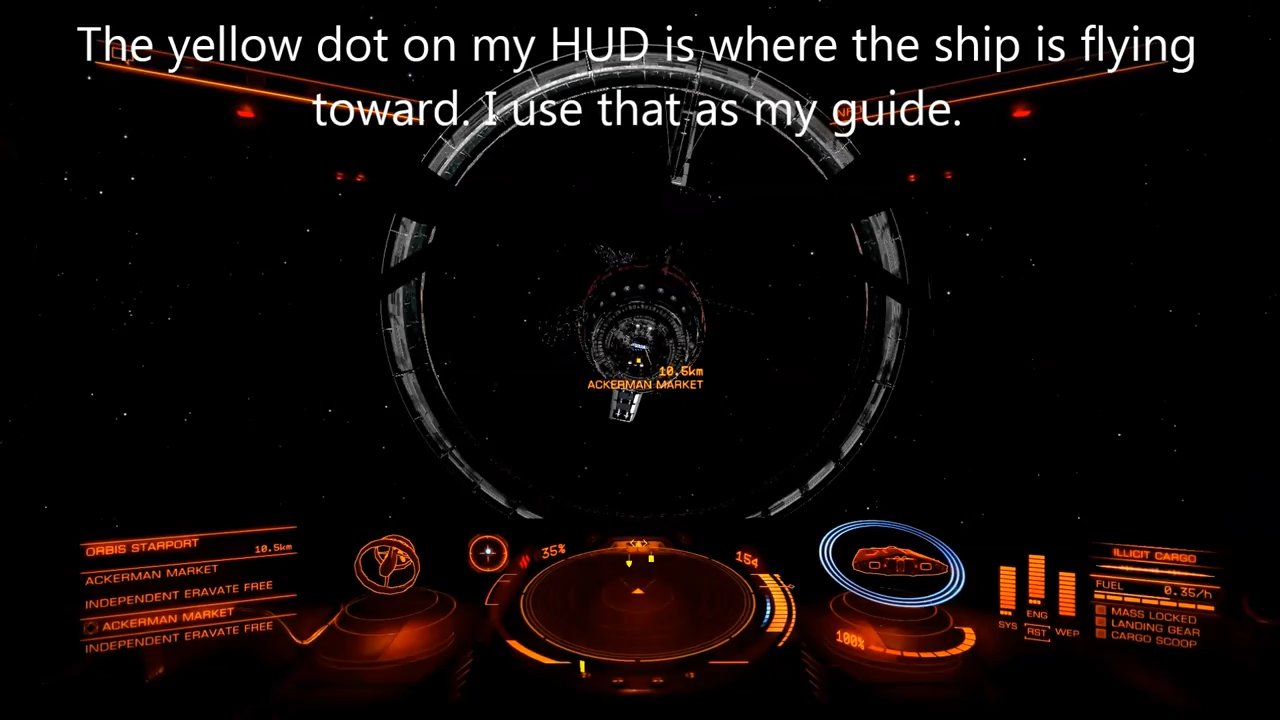 The yellow dot on my HUD is where the ship is flying
toward. I use that as my guide.
10.5km
ACKERMAN MARKET
ORBIS STARPORT
10.5km
ACKERMAN MARKET
INDEPENDENT ERAVATE FREE
ACKERMAN MARKET
INDEPENDENT ERAVATE FREE
35%
154
100%
SYS
ENG
WEP
RST
ILLICIT CARGO
FUEL 0.35/h
MASS LOCKED
LANDING GEAR
CARGO SCOOP